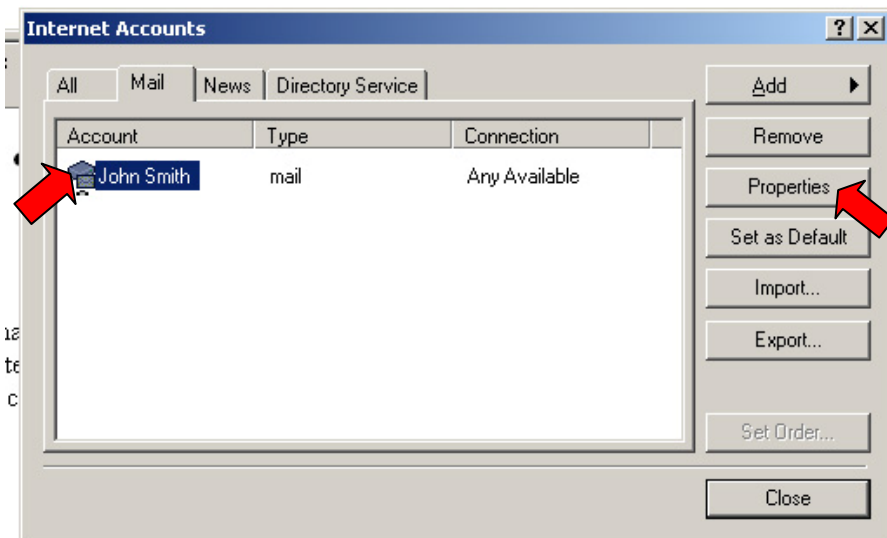 Internet Accounts
All Mail News Directory Service
Add
Account Type Connection
Remove
John Smith mail Any Available
Properties
Set as Default
Import...
Export...
Set Order...
Close